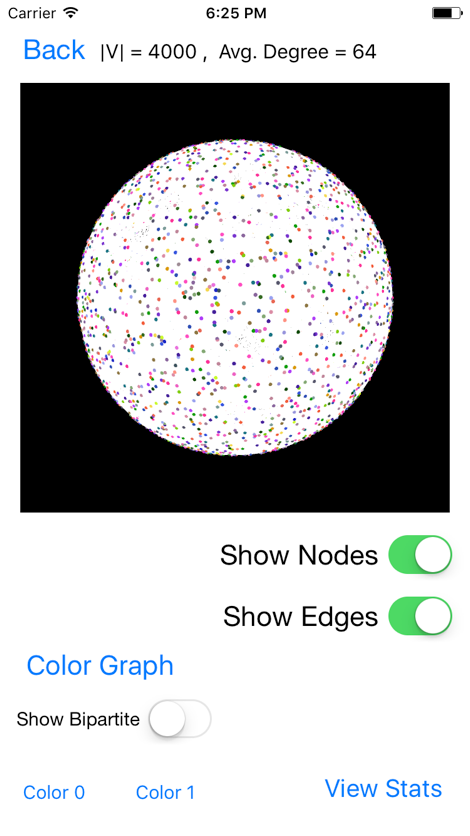 Carrier 6:25 PM
Back |V| = 4000 , Avg. Degree = 64
Show Nodes
Show Edges
Color Graph
Show Bipartite
Color 0 Color 1 View Stats